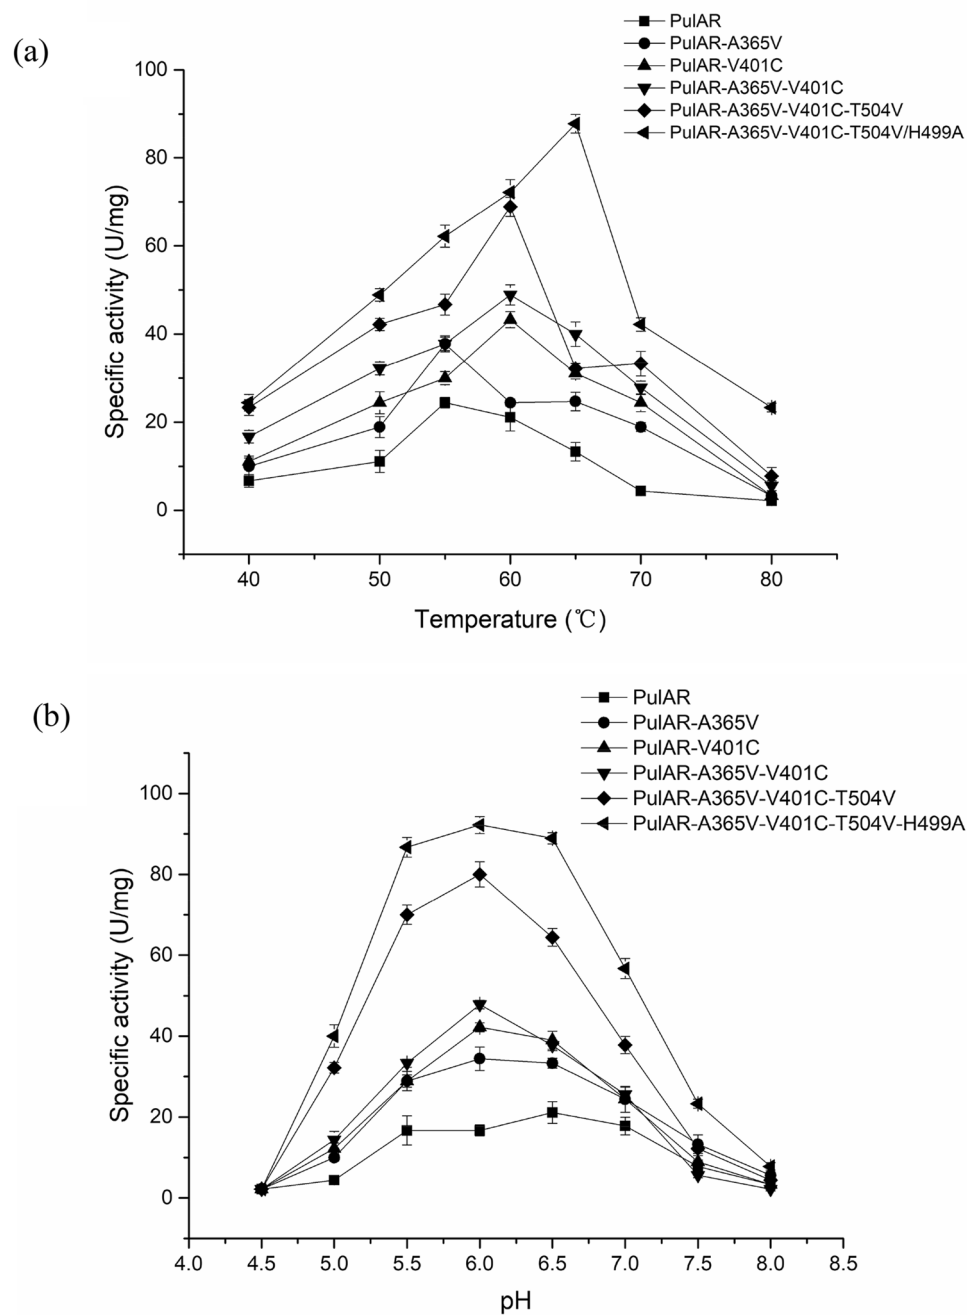 (a)
PulAR
PulAR-A365V
PulAR-V401C
PulAR-A365V-V401C
PulAR-A365V-V401C-T504V
PulAR-A365V-V401C-T504V/H499A
100
80
60
40
20
0
Specific activity (U/mg)
40 50 60 70 80
Temperature (℃)
(b)
PulAR
PulAR-A365V
PulAR-V401C
PulAR-A365V-V401C
PulAR-A365V-V401C-T504V
PulAR-A365V-V401C-T504V-H499A
100
80
60
40
20
0
Specific activity (U/mg)
4.0 4.5 5.0 5.5 6.0 6.5 7.0 7.5 8.0 8.5
pH